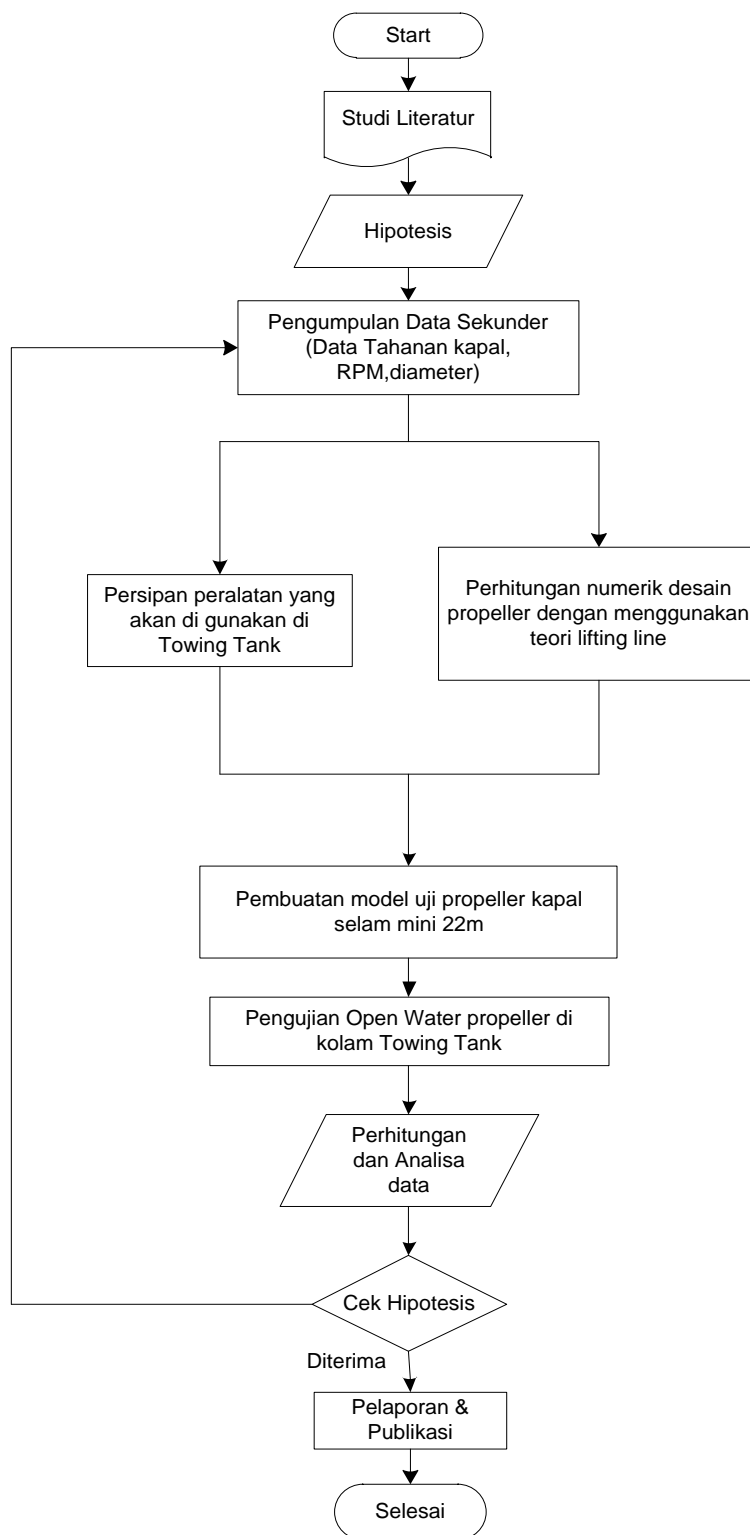 Start
Studi Literatur
Hipotesis
Pengumpulan Data Sekunder
(Data Tahanan kapal,
RPM,diameter)
Persipan peralatan yang
akan di gunakan di
Towing Tank
Perhitungan numerik desain
propeller dengan menggunakan
teori lifting line
Pembuatan model uji propeller kapal
selam mini 22m
Pengujian Open Water propeller di
kolam Towing Tank
Perhitungan
dan Analisa
data
Cek Hipotesis
Diterima
Pelaporan &
Publikasi
Selesai